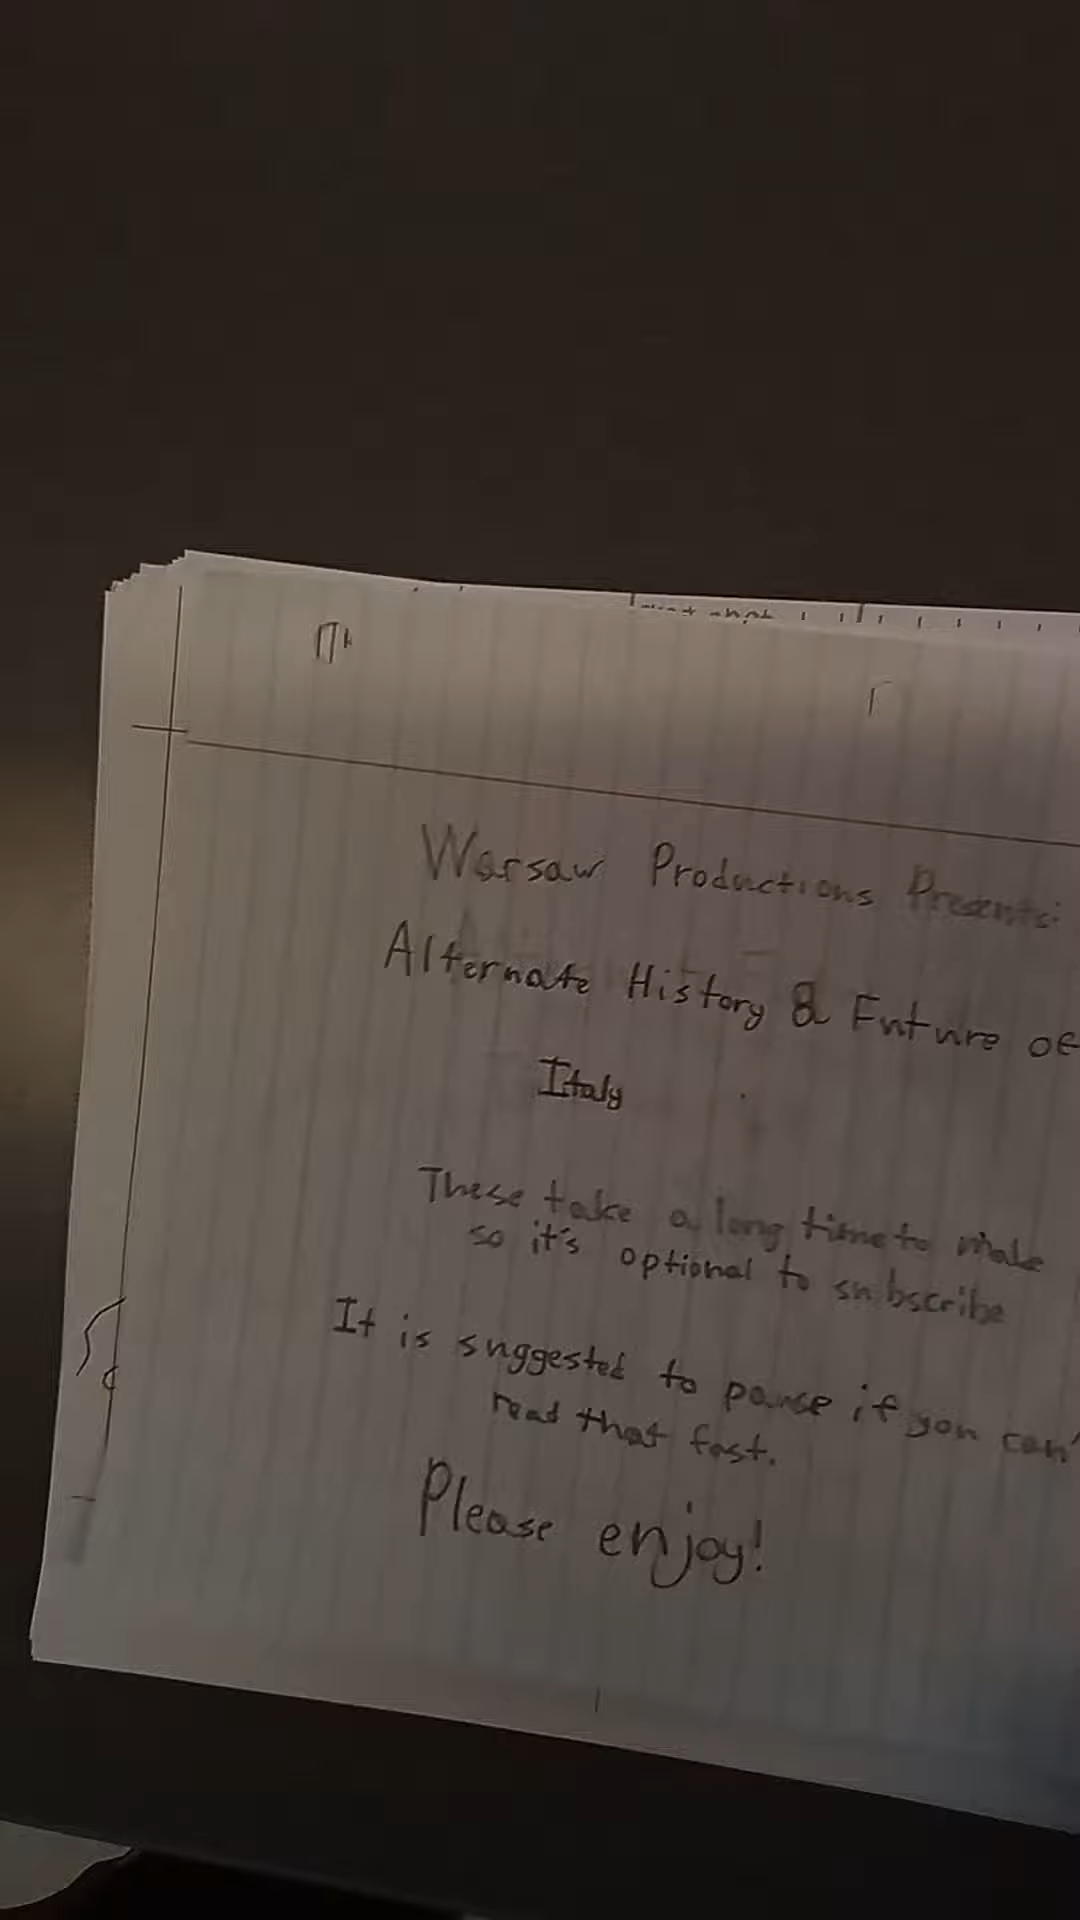 Warsaw Productions Presents:
Alternate History & Future of
Italy
These take a long time to make
so it's optional to subscribe
It is suggested to pause if you can'
read that fast.
Please enjoy!